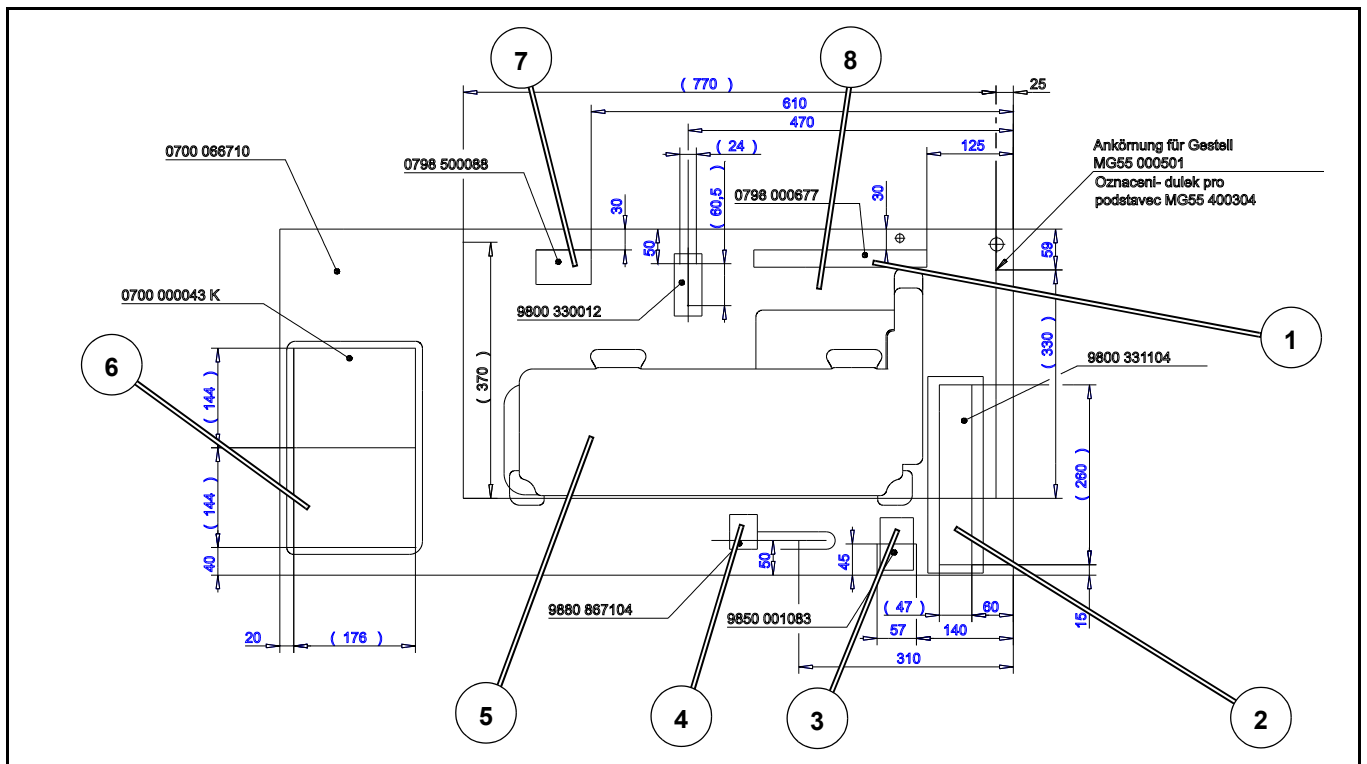 7
8
( 770 )
25
610
470
0700 066710
0798 500088
( 24 )
125
Ankörnung für Gestell
MG55 000501
Oznaceni- dulek pro
podstavec MG55 400304
0798 000677
30
50
( 60,5 )
30
59
0700 000043 K
9800 330012
1
( 330 )
9800 331104
6
( 144 )
( 370 )
( 144 )
( 260 )
40
50
45
15
9880 867104
9850 001083
( 47 )
60
20
( 176 )
57
140
310
5
4
3
2